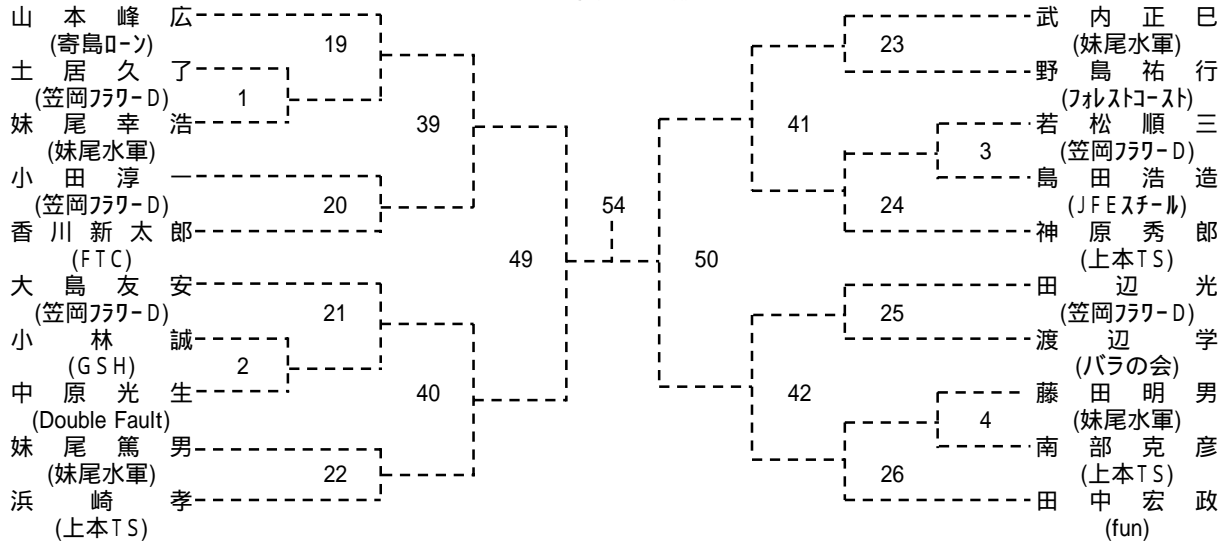 山本峰広
(寄島ローン)
19
土居久了
(笠岡フラワーD)
1
妹尾幸浩
(妹尾水軍)
39
小田淳一
(笠岡フラワーD)
20
香川新太郎
(FTC)
49
大島友安
(笠岡フラワーD)
21
小林誠
(GSH)
2
中原光生
(Double Fault)
40
妹尾篤男
(妹尾水軍)
22
浜崎孝
(上本TS)
54
武内正巳
(妹尾水軍)
23
野島祐行
(フォレストコースト)
41
若松順三
(笠岡フラワーD)
3
島田浩造
(JFEスチール)
24
神原秀郎
(上本TS)
50
田辺光
(笠岡フラワーD)
25
渡辺学
(バラの会)
42
藤田明男
(妹尾水軍)
4
南部克彦
(上本TS)
26
田中宏政
(fun)